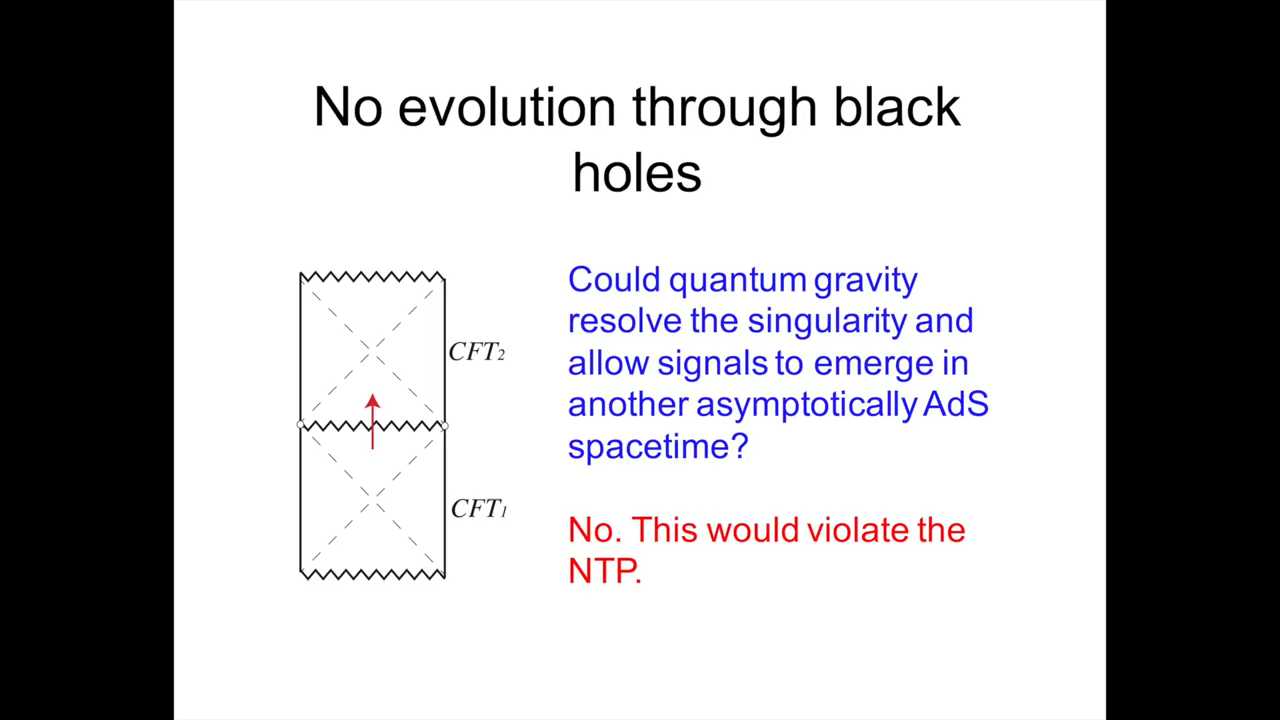 No evolution through black
holes
Could quantum gravity
resolve the singularity and
allow signals to emerge in
another asymptotically AdS
spacetime?
No. This would violate the
NTP.
CFT2
CFT1